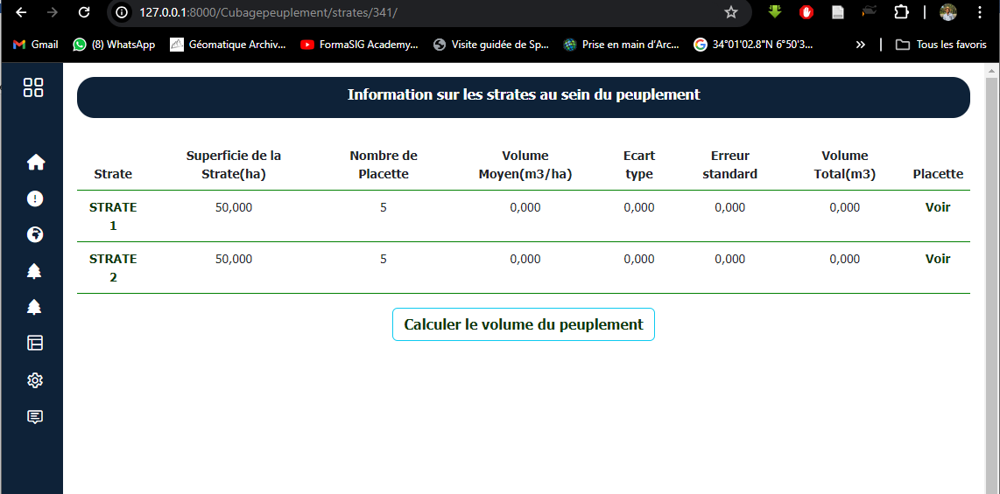 127.0.0.1:8000/Cubagepeuplement/strates/341/
Gmail (8) WhatsApp Géomatique Archiv... FormaSIG Academy... Visite guidée de Sp... Prise en main d'Arc... 34°01'02.8"N 6°50'3... » Tous les favoris
Information sur les strates au sein du peuplement
Superficie de la Nombre de Volume Ecart Erreur Volume
Strate Strate(ha) Placette Moyen(m3/ha) type standard Total(m3) Placette
STRATE 50,000 5 0,000 0,000 0,000 0,000 Voir
1
STRATE 50,000 5 0,000 0,000 0,000 0,000 Voir
2
Calculer le volume du peuplement